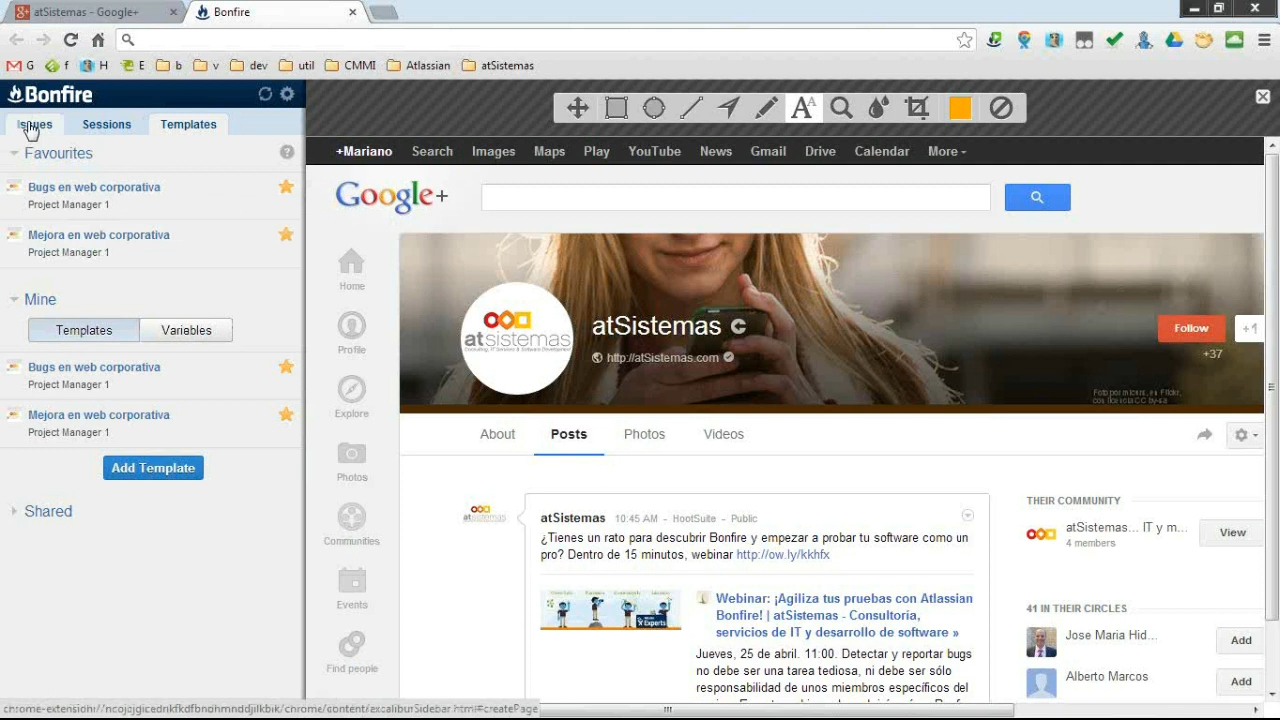 atSistemas - Google+
Bonfire
G
f
H
E
b
v
dev
util
CMMI
Atlassian
atSistemas
Bonfire
Issues
Sessions
Templates
Favourites
Bugs en web corporativa
Project Manager 1
Mejora en web corporativa
Project Manager 1
Mine
Templates
Variables
Bugs en web corporativa
Project Manager 1
Mejora en web corporativa
Project Manager 1
Add Template
Shared
+Mariano Search Images Maps Play YouTube News Gmail Drive Calendar More
Google+
Home
Profile
Explore
Photos
Communities
Events
Find people
atsistemas
Consulting, IT Services & Software Development
atSistemas
http://atSistemas.com
Follow
+1
+37
About
Posts
Photos
Videos
atSistemas 10:45 AM - HootSuite - Public
¿Tienes un rato para descubrir Bonfire y empezar a probar tu software como un
pro? Dentro de 15 minutos, webinar http://ow.ly/kkhfx
Experts
Webinar: ¡Agiliza tus pruebas con Atlassian
Bonfire! | atSistemas - Consultoría,
servicios de IT y desarrollo de software »
Jueves, 25 de abril. 11:00. Detectar y reportar bugs
no debe ser una tarea tediosa, ni debe ser sólo
responsabilidad de unos miembros específicos del
THEIR COMMUNITY
atSistemas... IT y m...
4 members
View
41 IN THEIR CIRCLES
Jose Maria Hid...
Add
Alberto Marcos
Add